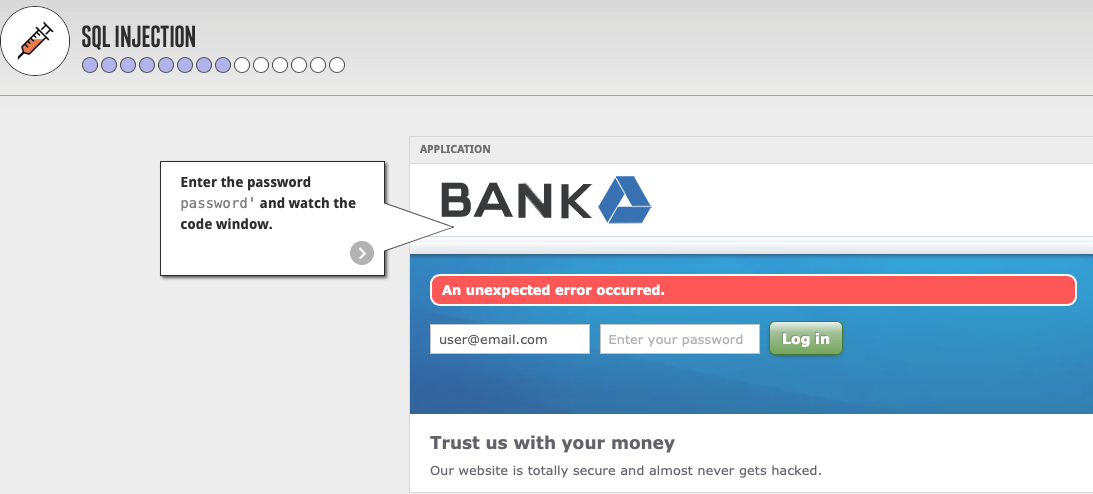 SQL INJECTION
APPLICATION
Enter the password
password' and watch the
code window.
BANK
An unexpected error occurred.
user@email.com
Enter your password
Log in
Trust us with your money
Our website is totally secure and almost never gets hacked.